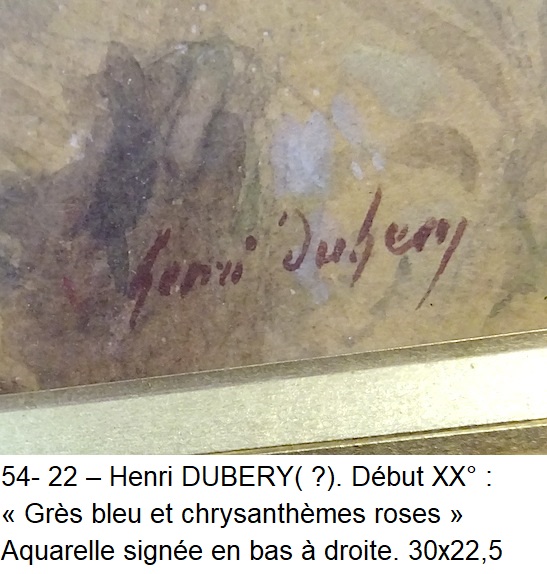 henri Dubery
54- 22 – Henri DUBERY( ?). Début XX° :
« Grès bleu et chrysanthèmes roses »
Aquarelle signée en bas à droite. 30x22,5